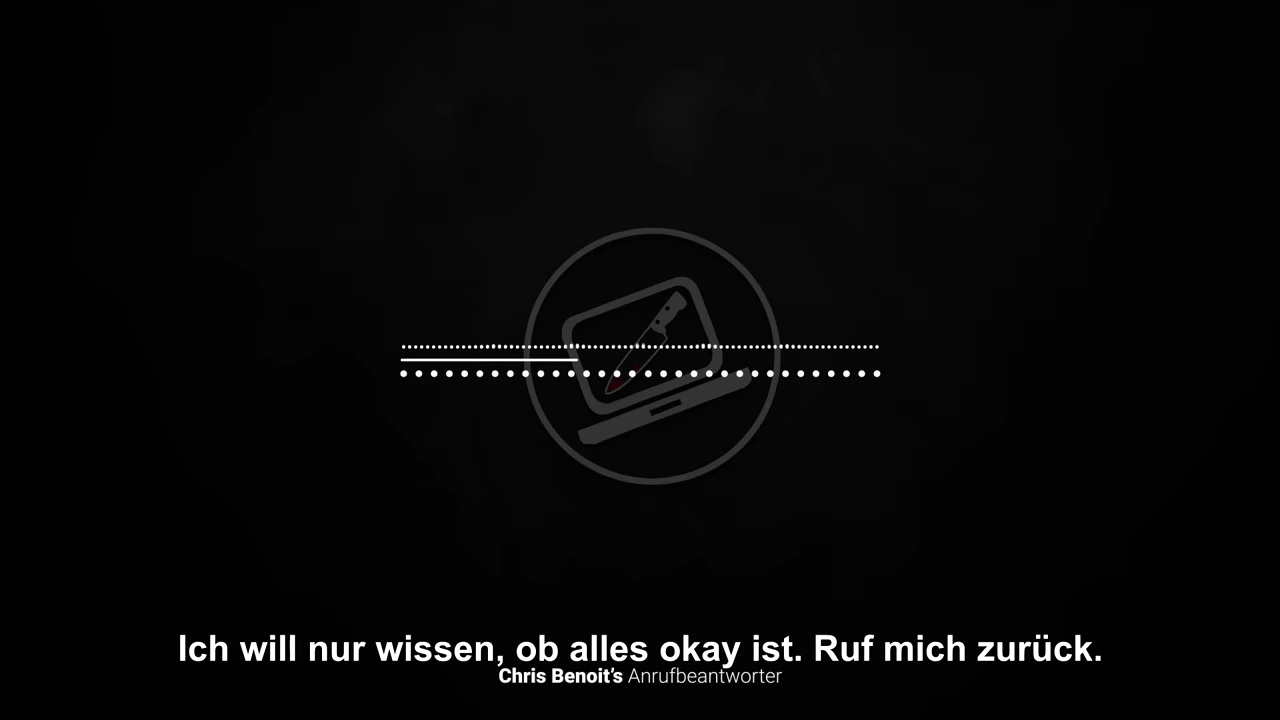 Ich will nur wissen, ob alles okay ist. Ruf mich zurück.
Chris Benoit’s Anrufbeantworter